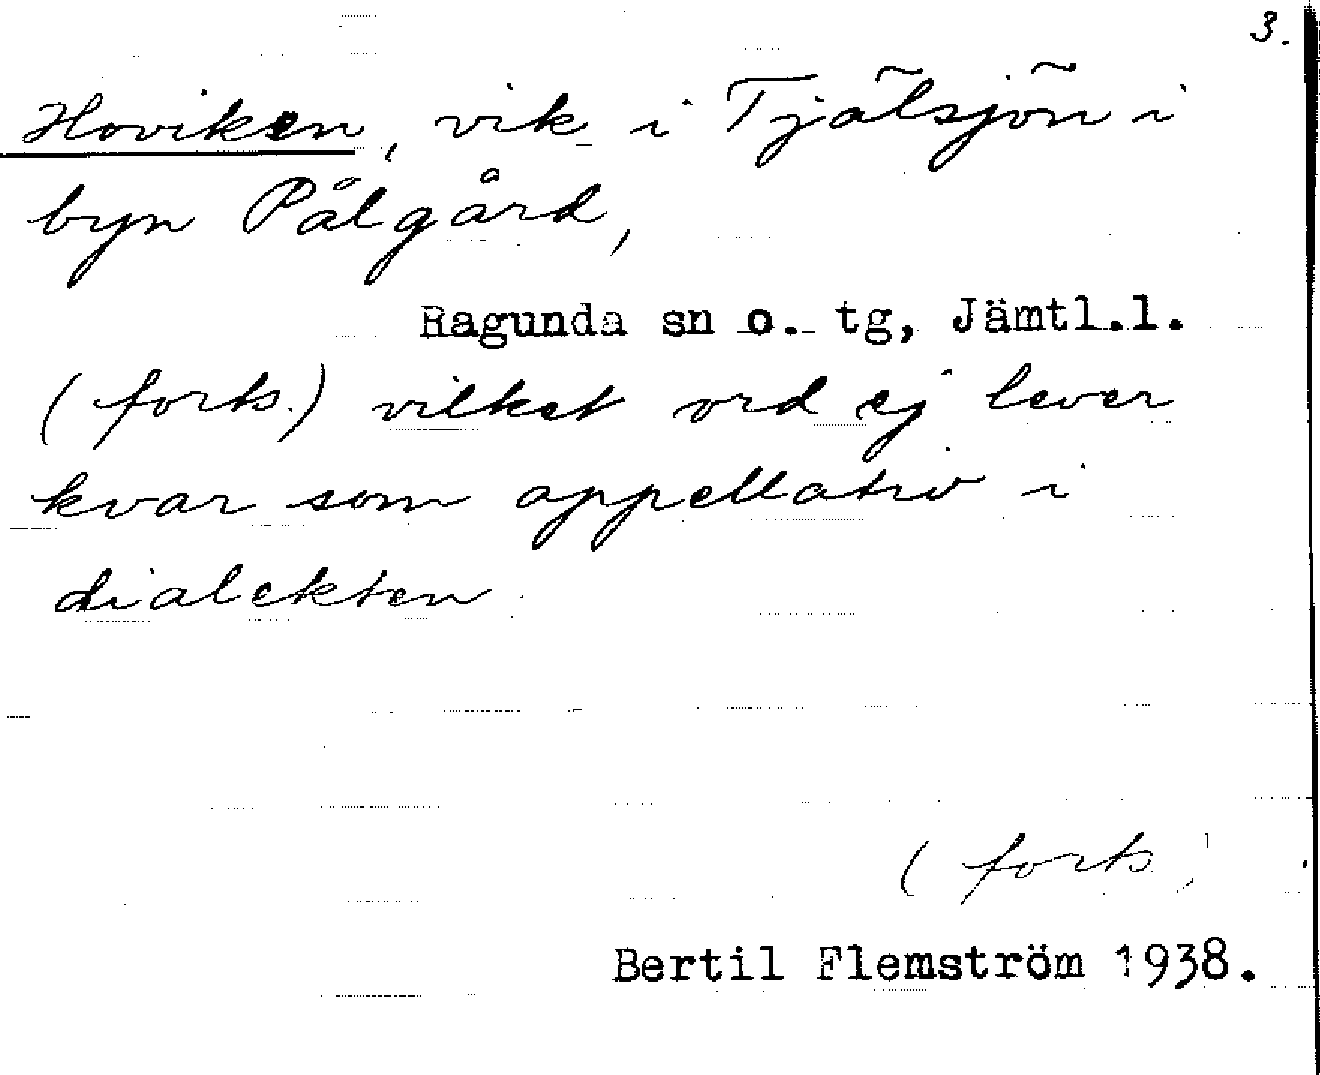 3.
Hoviken, vik i Tjälsjön i
byn Pålgård,
Ragunda sn o. tg, Jämtl.l.
(forts.) vilket ord ej lever
kvar som appellativ i
dialekten.
(forts.)
Bertil Flemström 1938.